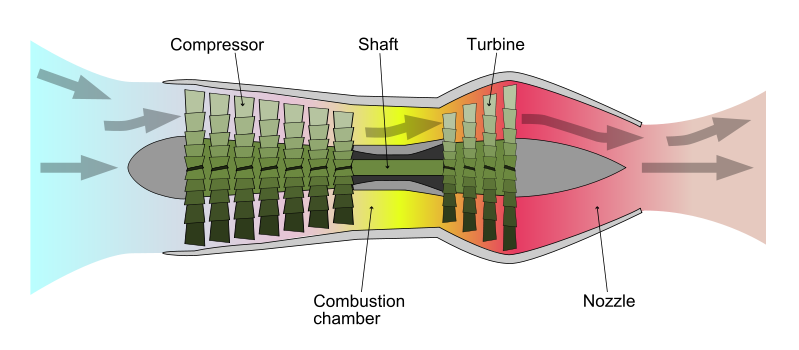 Compressor
Shaft
Turbine
Combustion
chamber
Nozzle